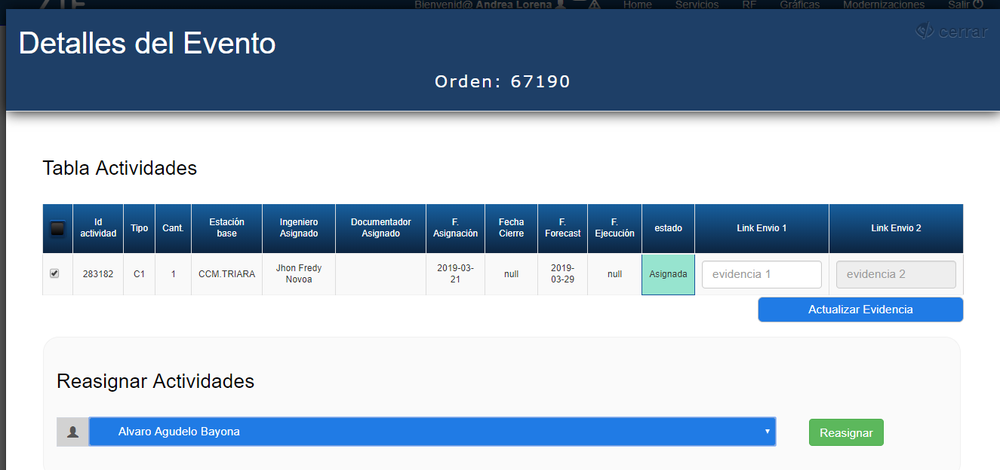 ZTE
Bienvenid@ Andrea Lorena Home Servicios RF Gráficas Modernizaciones Salir
Detalles del Evento
cerrar
Orden: 67190
Tabla Actividades
Id actividad Tipo Cant. Estación base Ingeniero Asignado Documentador Asignado F. Asignación Fecha Cierre F. Forecast F. Ejecución estado Link Envio 1 Link Envio 2
283182 C1 1 CCM.TRIARA Jhon Fredy Novoa 2019-03-21 null 2019-03-29 null Asignada evidencia 1 evidencia 2
Actualizar Evidencia
Reasignar Actividades
Alvaro Agudelo Bayona
Reasignar